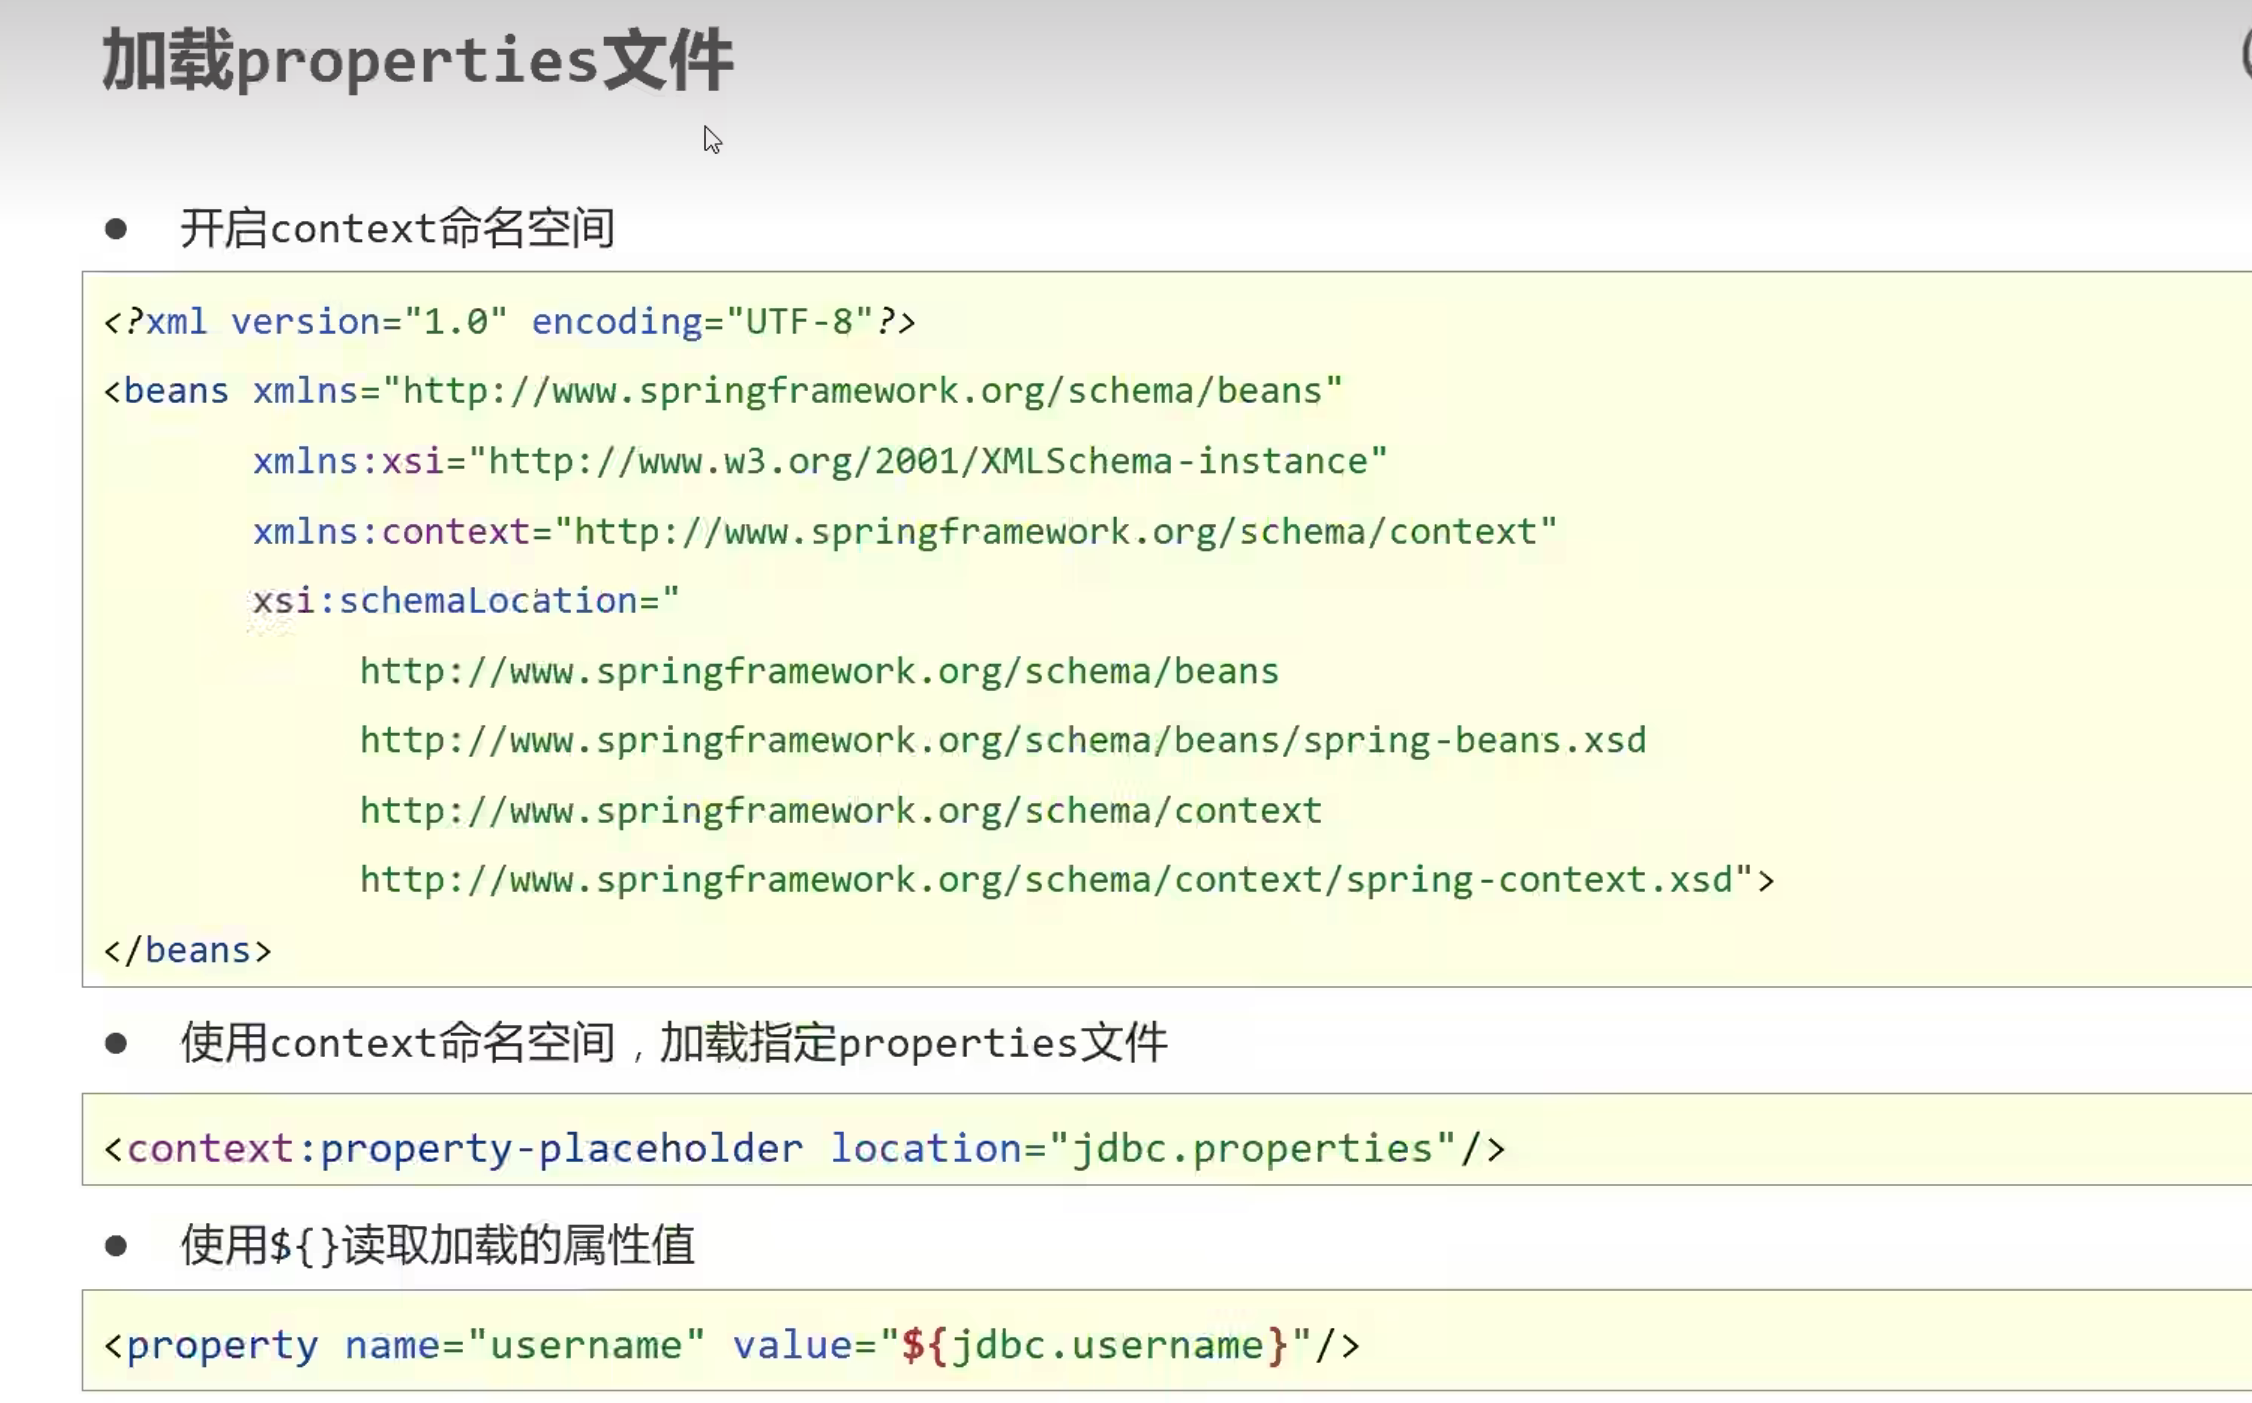 加载properties文件
● 开启context命名空间
<?xml version="1.0" encoding="UTF-8"?>
<beans xmlns="http://www.springframework.org/schema/beans"
xmlns:xsi="http://www.w3.org/2001/XMLSchema-instance"
xmlns:context="http://www.springframework.org/schema/context"
xsi:schemaLocation="
http://www.springframework.org/schema/beans
http://www.springframework.org/schema/beans/spring-beans.xsd
http://www.springframework.org/schema/context
http://www.springframework.org/schema/context/spring-context.xsd">
</beans>
● 使用context命名空间，加载指定properties文件
<context:property-placeholder location="jdbc.properties"/>
● 使用${}读取加载的属性值
<property name="username" value="${jdbc.username}"/>